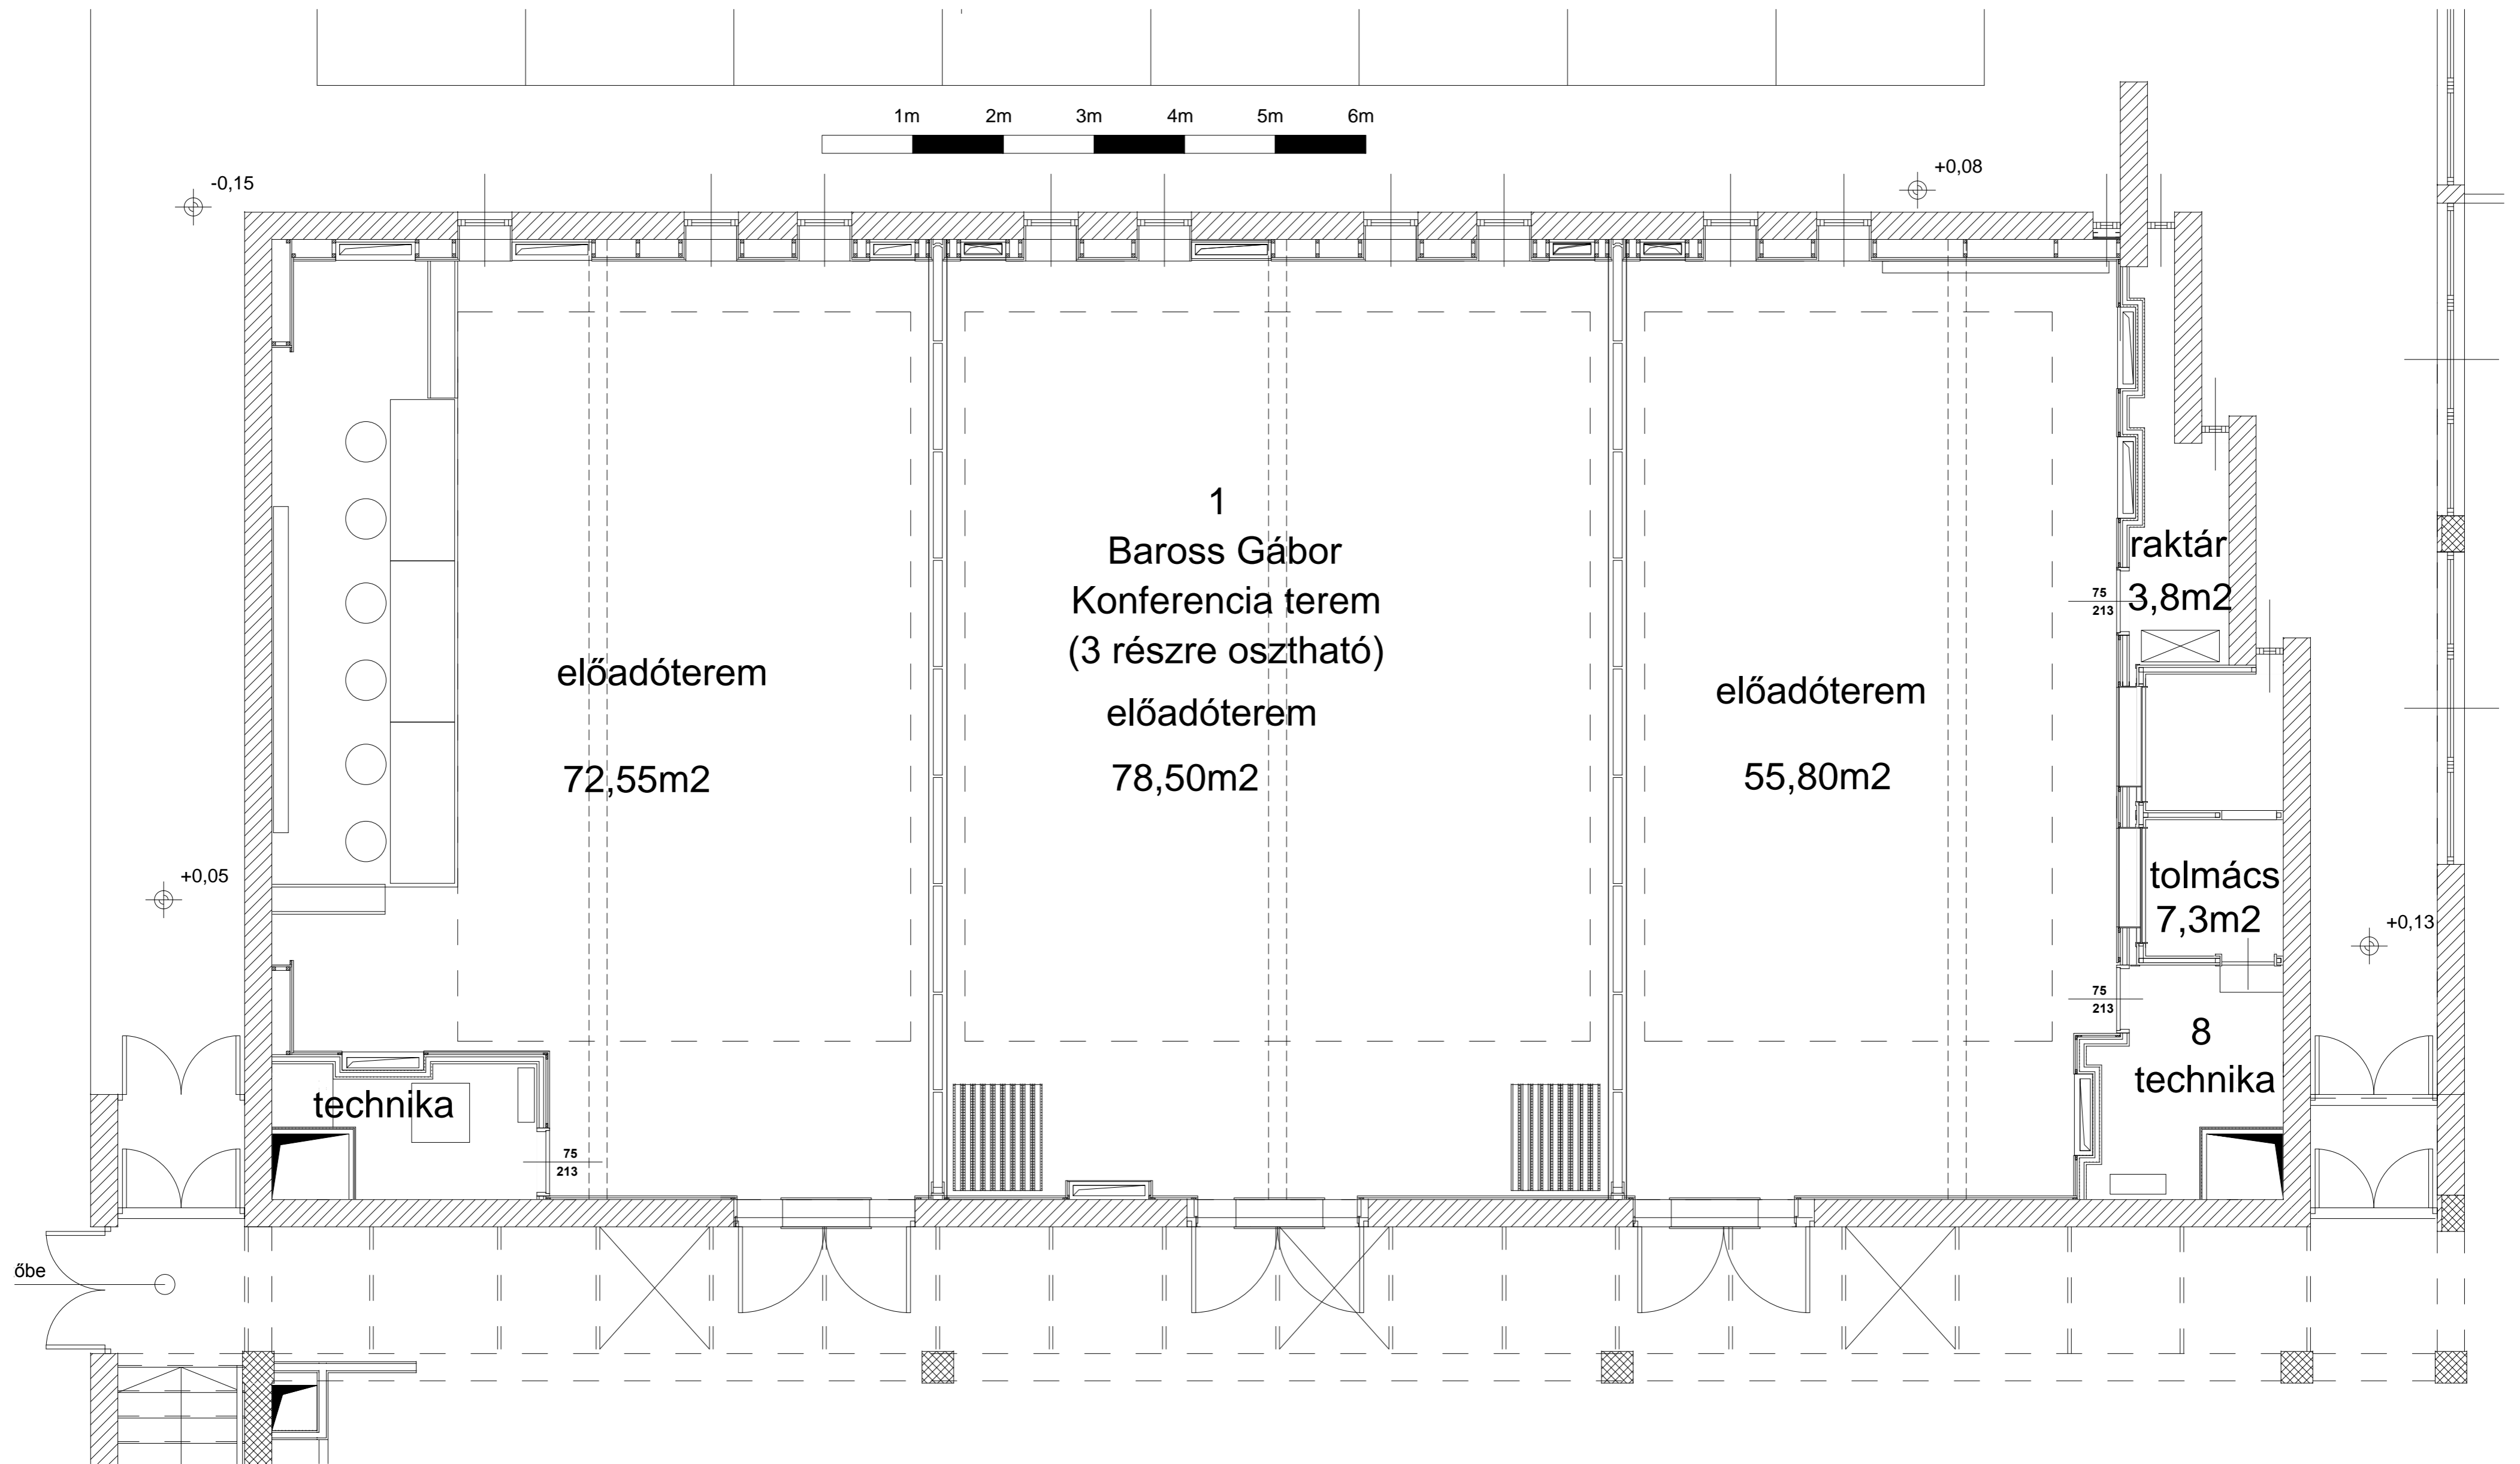 1m 2m 3m 4m 5m 6m
-0,15
+0,08
1
Baross Gábor
Konferencia terem
(3 részre osztható)
előadóterem
78,50m2
előadóterem
72,55m2
előadóterem
55,80m2
raktár
3,8m2
75
213
tolmács
7,3m2
+0,05
+0,13
75
213
8
technika
technika
75
213
őbe